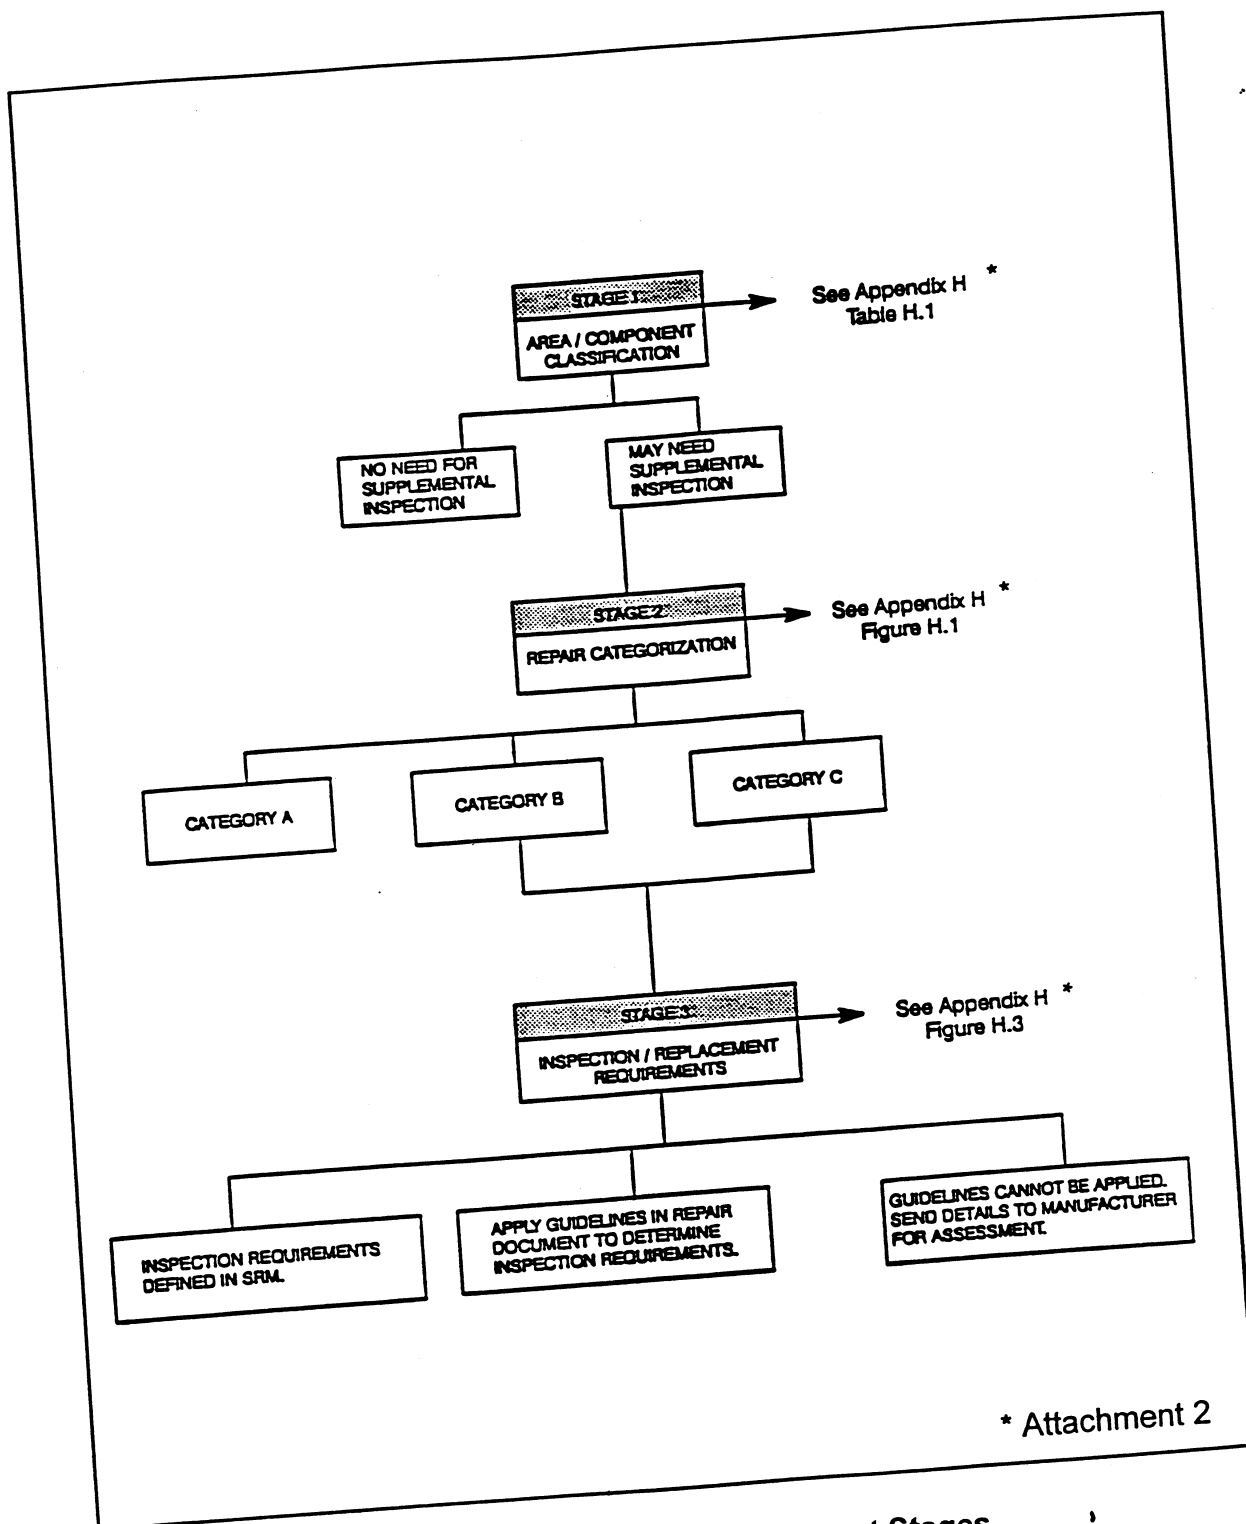 STAGE 1
See Appendix H *
Table H.1
AREA / COMPONENT
CLASSIFICATION
NO NEED FOR
SUPPLEMENTAL
INSPECTION
MAY NEED
SUPPLEMENTAL
INSPECTION
STAGE 2
See Appendix H *
Figure H.1
REPAIR CATEGORIZATION
CATEGORY A
CATEGORY B
CATEGORY C
STAGE 3
See Appendix H *
Figure H.3
INSPECTION / REPLACEMENT
REQUIREMENTS
INSPECTION REQUIREMENTS
DEFINED IN SRM.
APPLY GUIDELINES IN REPAIR
DOCUMENT TO DETERMINE
INSPECTION REQUIREMENTS.
GUIDELINES CANNOT BE APPLIED.
SEND DETAILS TO MANUFACTURER
FOR ASSESSMENT.
* Attachment 2
Stages